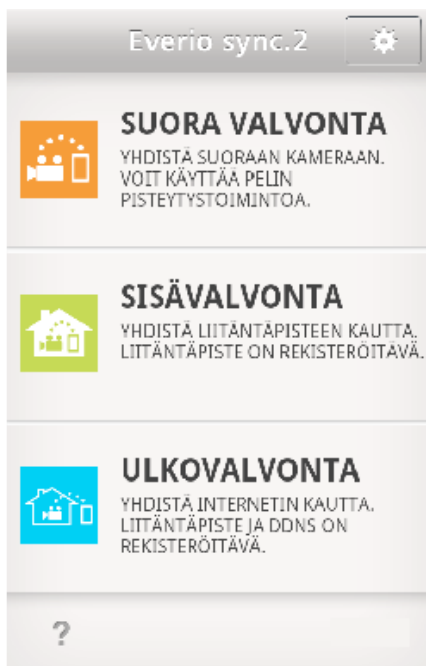 Everio sync.2
SUORA VALVONTA
YHDISTÄ SUORAAN KAMERAAN.
VOIT KÄYTTÄÄ PELIN
PISTEYTYSTOIMINTOA.
SISÄVALVONTA
YHDISTÄ LIITÄNTÄPISTEEN KAUTTA.
LIITÄNTÄPISTE ON REKISTERÖITÄVÄ.
ULKOVALVONTA
YHDISTÄ INTERNETIN KAUTTA.
LIITÄNTÄPISTE JA DDNS ON
REKISTERÖITTÄVÄ.
?